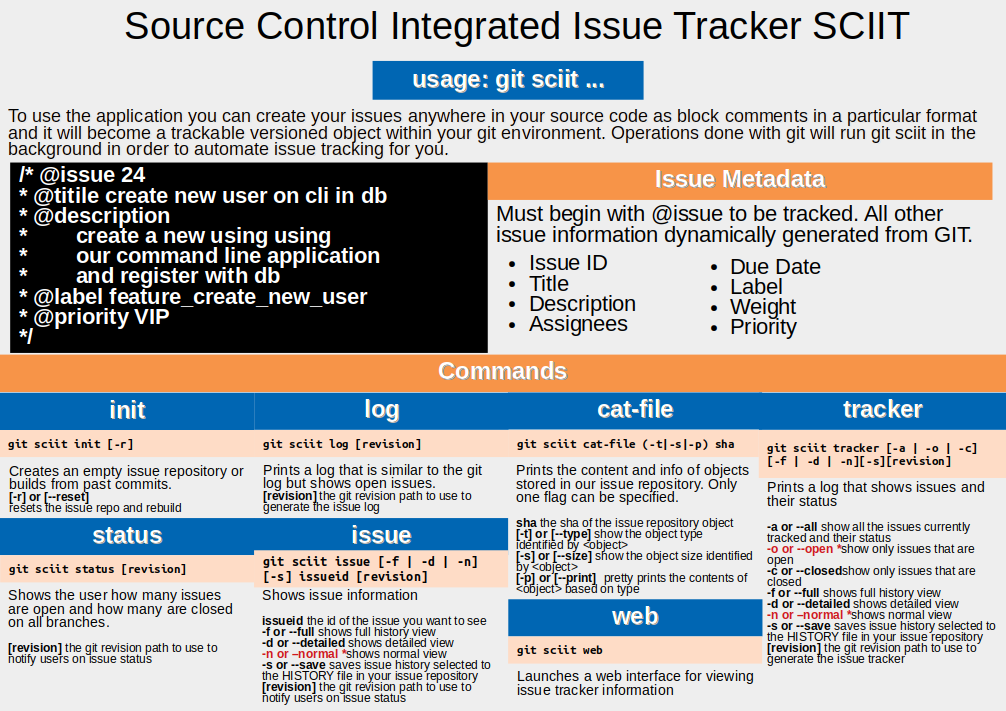 Source Control Integrated Issue Tracker SCIIT
usage: git sciit ...
To use the application you can create your issues anywhere in your source code as block comments in a particular format
and it will become a trackable versioned object within your git environment. Operations done with git will run git sciit in the
background in order to automate issue tracking for you.
/* @issue 24
* @titile create new user on cli in db
* @description
* create a new using using
* our command line application
* and register with db
* @label feature_create_new_user
* @priority VIP
*/
Issue Metadata
Must begin with @issue to be tracked. All other
issue information dynamically generated from GIT.
• Issue ID
• Title
• Description
• Assignees
• Due Date
• Label
• Weight
• Priority
Commands
init
git sciit init [-r]
Creates an empty issue repository or
builds from past commits.
[-r] or [--reset]
resets the issue repo and rebuild
status
git sciit status [revision]
Shows the user how many issues
are open and how many are closed
on all branches.
[revision] the git revision path to use to
notify users on issue status
log
git sciit log [revision]
Prints a log that is similar to the git
log but shows open issues.
[revision] the git revision path to use to
generate the issue log
issue
git sciit issue [-f | -d | -n]
[-s] issueid [revision]
Shows issue information
issueid the id of the issue you want to see
-f or --full shows full history view
-d or --detailed shows detailed view
-n or –normal *shows normal view
-s or --save saves issue history selected to
the HISTORY file in your issue repository
[revision] the git revision path to use to
notify users on issue status
cat-file
git sciit cat-file (-t|-s|-p) sha
Prints the content and info of objects
stored in our issue repository. Only
one flag can be specified.
sha the sha of the issue repository object
[-t] or [--type] show the object type
identified by <object>
[-s] or [--size] show the object size identified
by <object>
[-p] or [--print] pretty prints the contents of
<object> based on type
web
git sciit web
Launches a web interface for viewing
issue tracker information
tracker
git sciit tracker [-a | -o | -c]
[-f | -d | -n][-s][revision]
Prints a log that shows issues and
their status
-a or --all show all the issues currently
tracked and their status
-o or --open *show only issues that are
open
-c or --closedshow only issues that are
closed
-f or --full shows full history view
-d or --detailed shows detailed view
-n or –normal *shows normal view
-s or --save saves issue history selected to
the HISTORY file in your issue repository
[revision] the git revision path to use to
generate the issue tracker